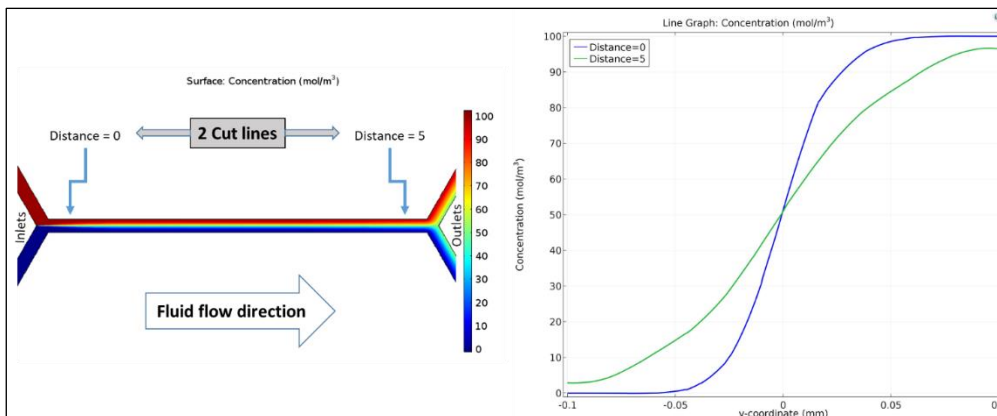 Surface: Concentration (mol/m³)
Distance = 0
2 Cut lines
Distance = 5
Inlets
Outlets
100
90
80
70
60
50
40
30
20
10
0
Fluid flow direction
Line Graph: Concentration (mol/m³)
Distance=0
Distance=5
Concentration (mol/m³)
100
90
80
70
60
50
40
30
20
10
0
-0.1
-0.05
0
0.05
y-coordinate (mm)